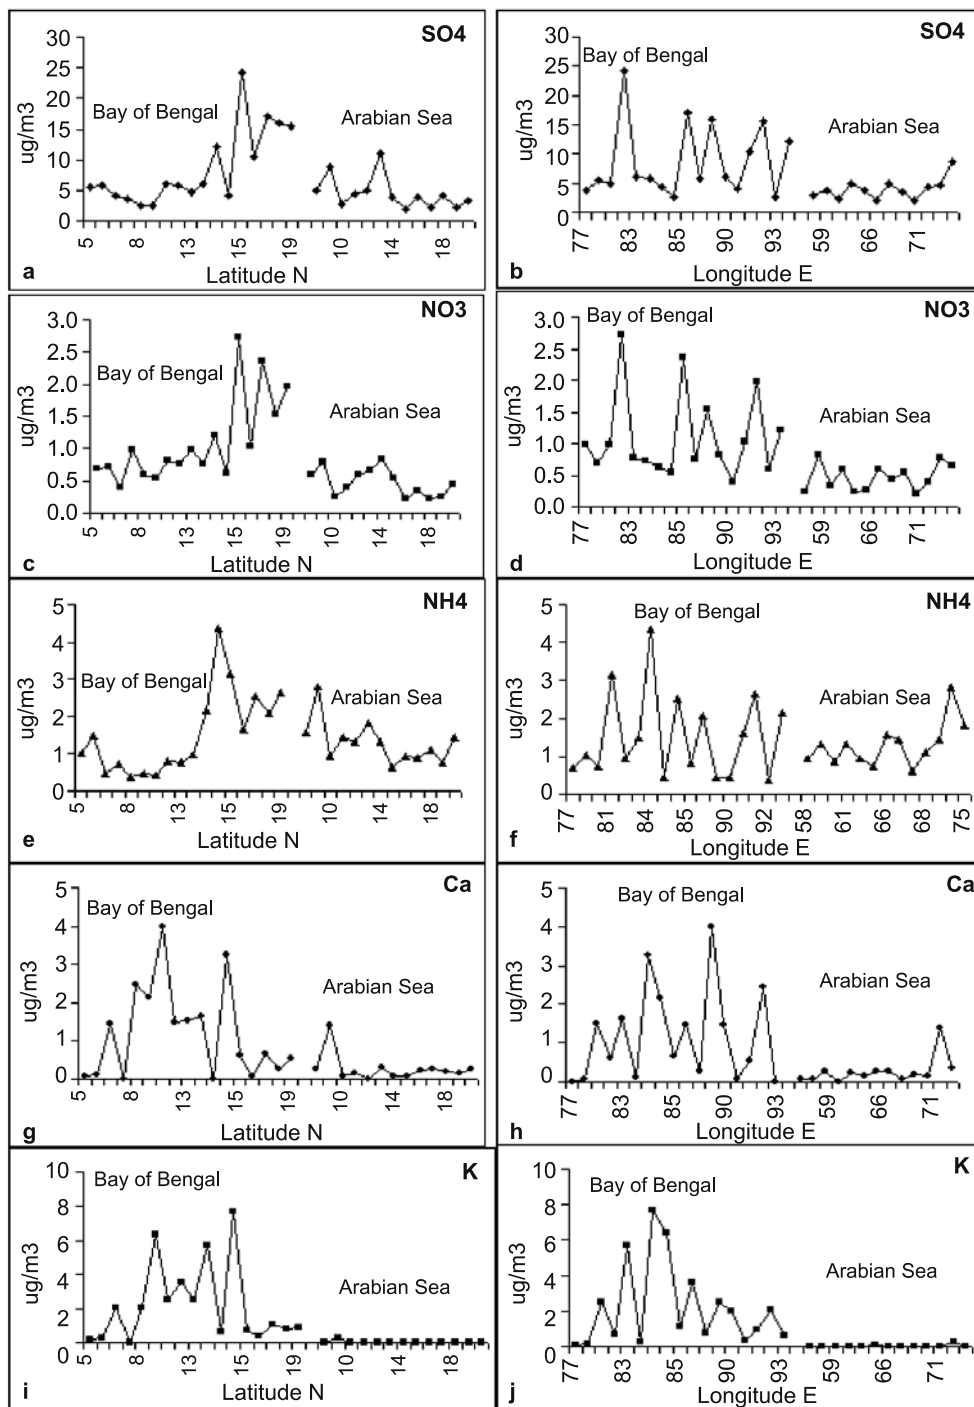 SO4
30
25
20
15
10
5
0
ug/m3
Bay of Bengal
Arabian Sea
5 8 13 15 19 10 14 18 20
a
Latitude N
SO4
30
25
20
15
10
5
0
ug/m3
Bay of Bengal
Arabian Sea
77 83 85 90 93 59 66 71
b
Longitude E
NO3
3.0
2.5
2.0
1.5
1.0
0.5
0.0
ug/m3
Bay of Bengal
Arabian Sea
5 8 13 15 19 10 14 18 20
c
Latitude N
NO3
3.0
2.5
2.0
1.5
1.0
0.5
0.0
ug/m3
Bay of Bengal
Arabian Sea
77 83 85 90 93 59 66 71
d
Longitude E
NH4
5
4
3
2
1
0
ug/m3
Bay of Bengal
Arabian Sea
5 8 13 15 19 10 14 18 20
e
Latitude N
NH4
5
4
3
2
1
0
ug/m3
Bay of Bengal
Arabian Sea
77 81 84 85 90 92 58 61 66 68 75
f
Longitude E
Ca
5
4
3
2
1
0
ug/m3
Bay of Bengal
Arabian Sea
5 8 13 15 19 10 14 18 20
g
Latitude N
Ca
5
4
3
2
1
0
ug/m3
Bay of Bengal
Arabian Sea
77 83 85 90 93 59 66 71
h
Longitude E
K
10
8
6
4
2
0
ug/m3
Bay of Bengal
Arabian Sea
5 8 13 15 19 10 14 18 20
i
Latitude N
K
10
8
6
4
2
0
ug/m3
Bay of Bengal
Arabian Sea
77 83 85 90 93 59 66 71
j
Longitude E